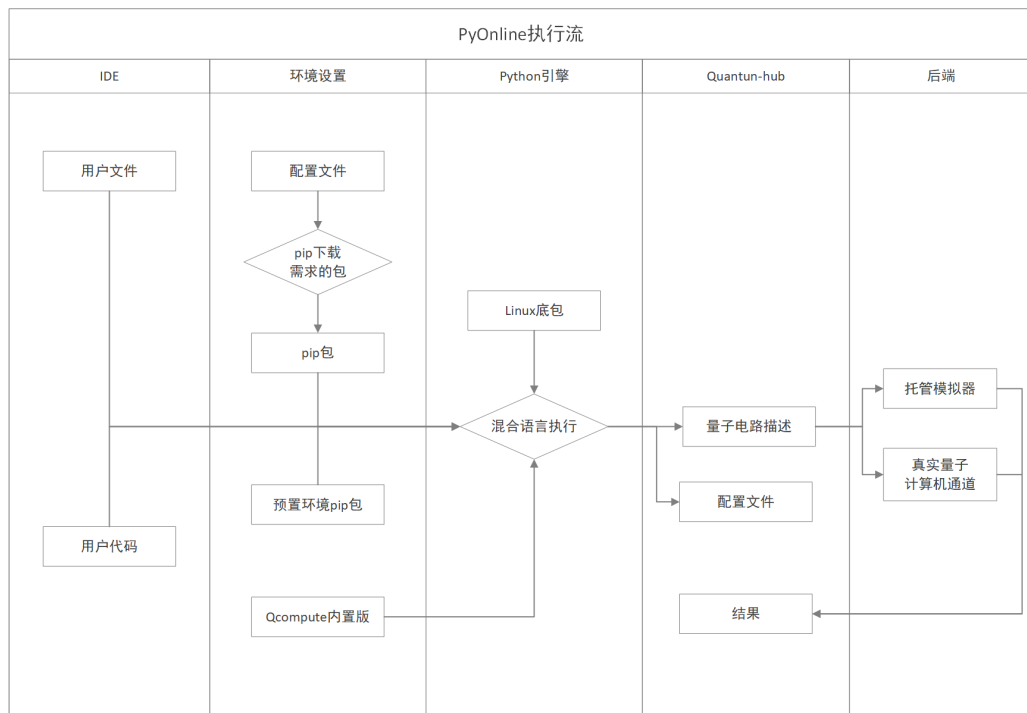 PyOnline执行流
IDE
环境设置
Python引擎
Quantun-hub
后端
用户文件
配置文件
pip下载
需求的包
Linux底包
pip包
托管模拟器
混合语言执行
量子电路描述
真实量子
计算机通道
预置环境pip包
配置文件
用户代码
Qcompute内置版
结果